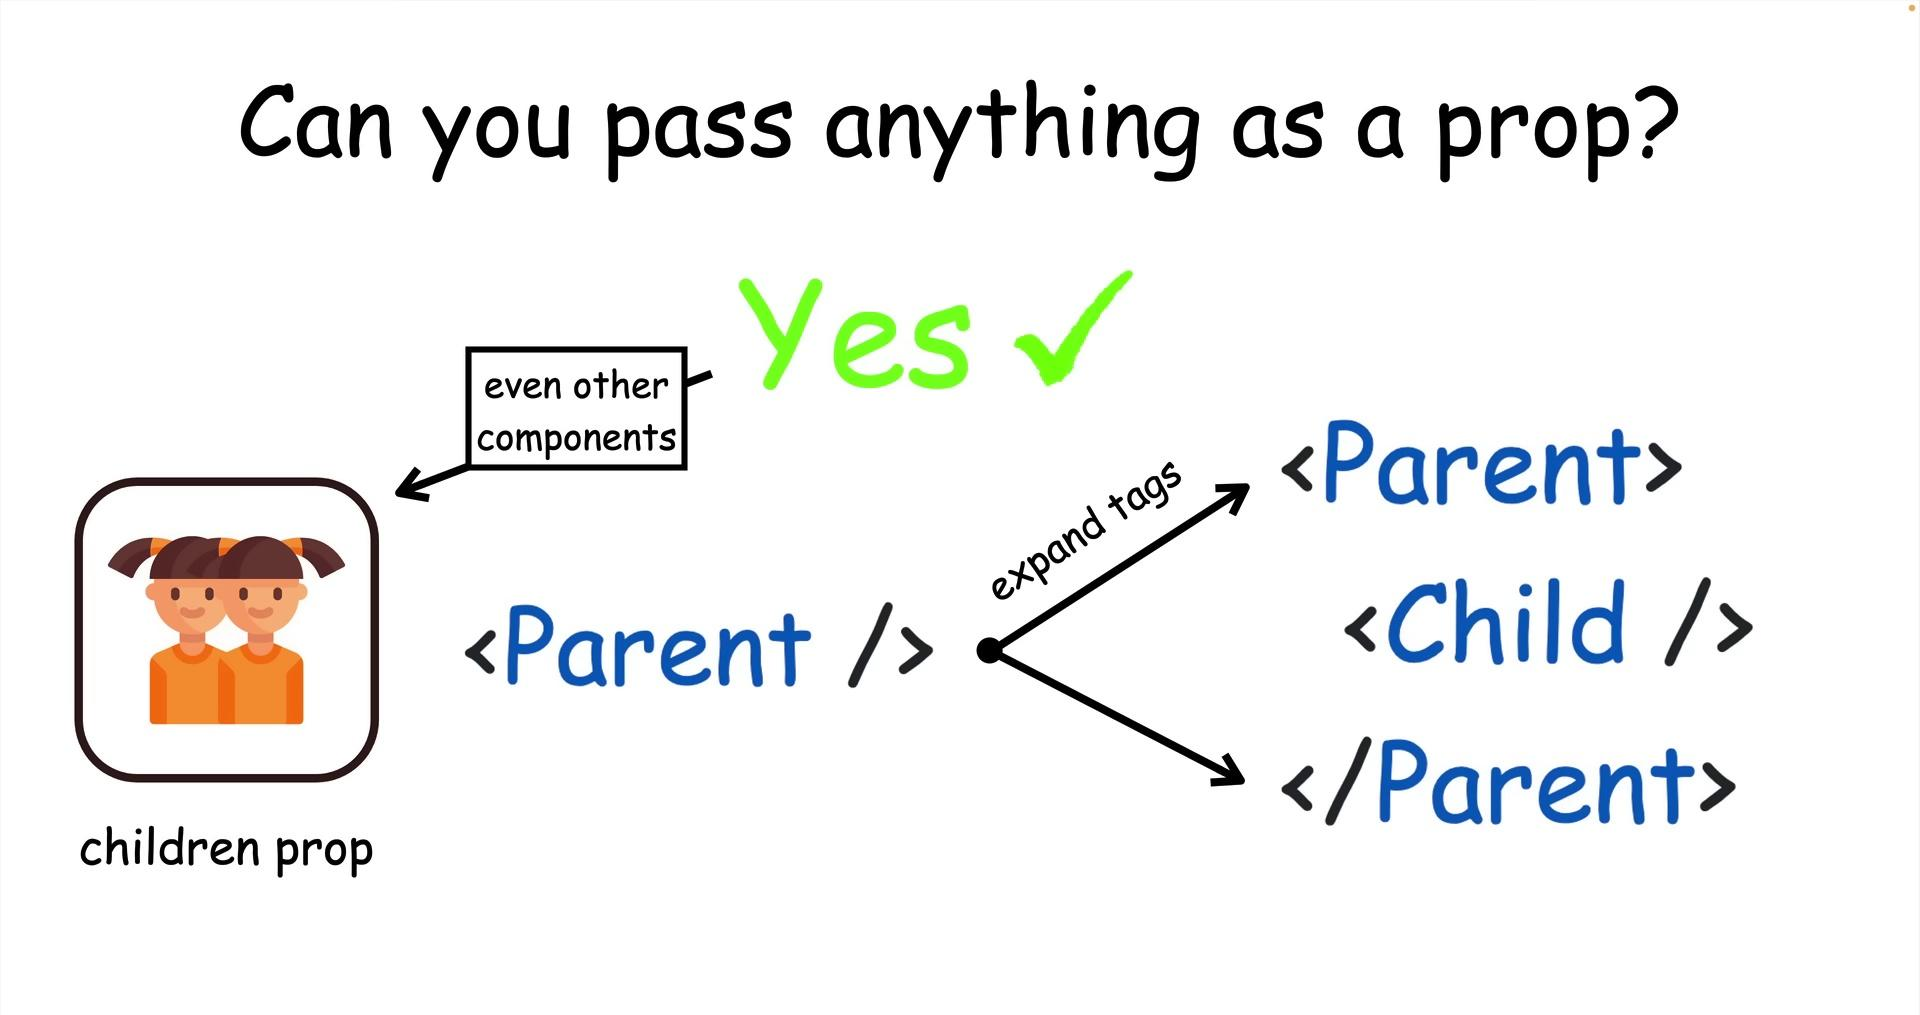 Can you pass anything as a prop?
Yes ✓
even other
components
children prop
<Parent />
expand tags
<Parent>
<Child />
</Parent>